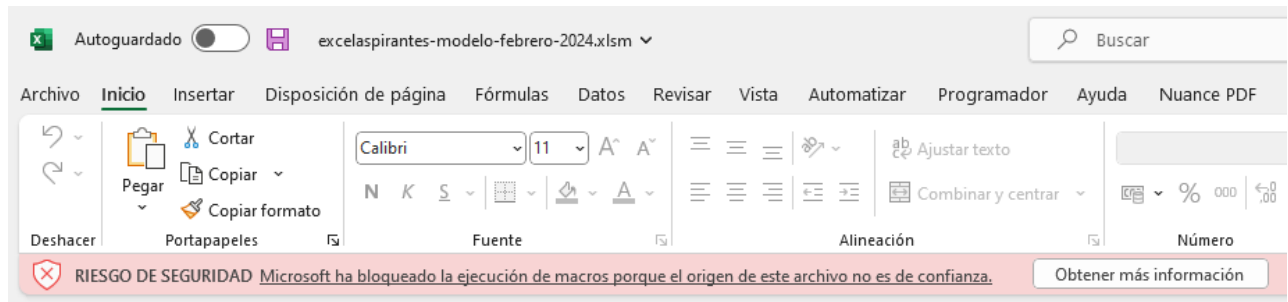 Autoguardado excelaspirantes-modelo-febrero-2024.xlsm Buscar
Archivo Inicio Insertar Disposición de página Fórmulas Datos Revisar Vista Automatizar Programador Ayuda Nuance PDF
Cortar
Calibri 11 A A ab Ajustar texto
Pegar Copiar
N K S A Combinar y centrar % 000
Copiar formato
Deshacer Portapapeles Fuente Alineación Número
RIESGO DE SEGURIDAD Microsoft ha bloqueado la ejecución de macros porque el origen de este archivo no es de confianza. Obtener más información